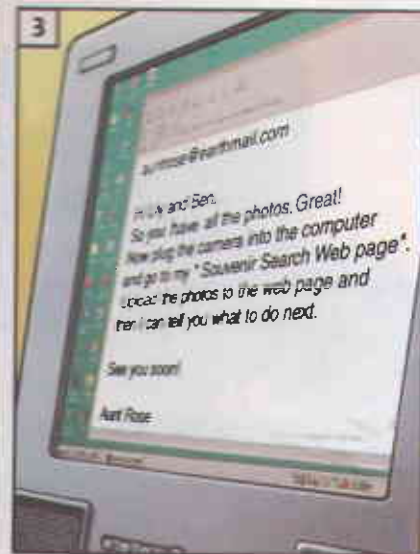 3
auntrose@earthmail.com
and Ben,
So you have all the photos. Great!
Now plug the camera into the computer
and go to my "Souvenir Search Web page".
Upload the photos to the web page and
then I can tell you what to do next.
See you soon!
Aunt Rose